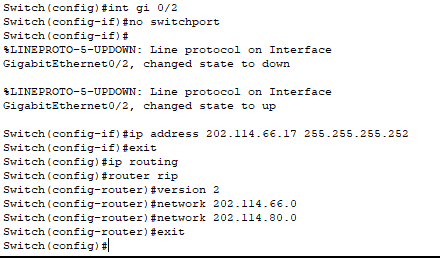 Switch(config)#int gi 0/2
Switch(config-if)#no switchport
Switch(config-if)#
%LINEPROTO-5-UPDOWN: Line protocol on Interface
GigabitEthernet0/2, changed state to down

%LINEPROTO-5-UPDOWN: Line protocol on Interface
GigabitEthernet0/2, changed state to up

Switch(config-if)#ip address 202.114.66.17 255.255.255.252
Switch(config-if)#exit
Switch(config)#ip routing
Switch(config)#router rip
Switch(config-router)#version 2
Switch(config-router)#network 202.114.66.0
Switch(config-router)#network 202.114.80.0
Switch(config-router)#exit
Switch(config)#